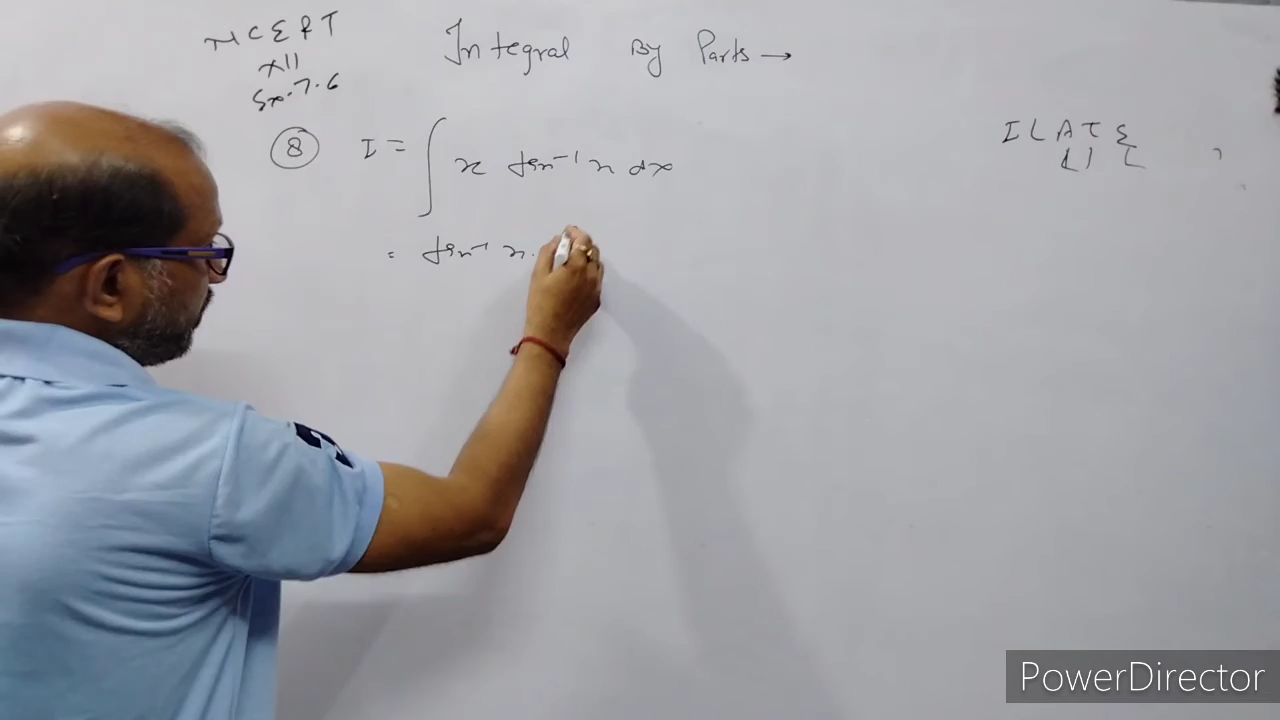 NCERT
XII
Ex. 7.6
Integral By Parts →
I L A T E
⑧ I = ∫ x tan⁻¹ x dx
= tan⁻¹ x.
PowerDirector